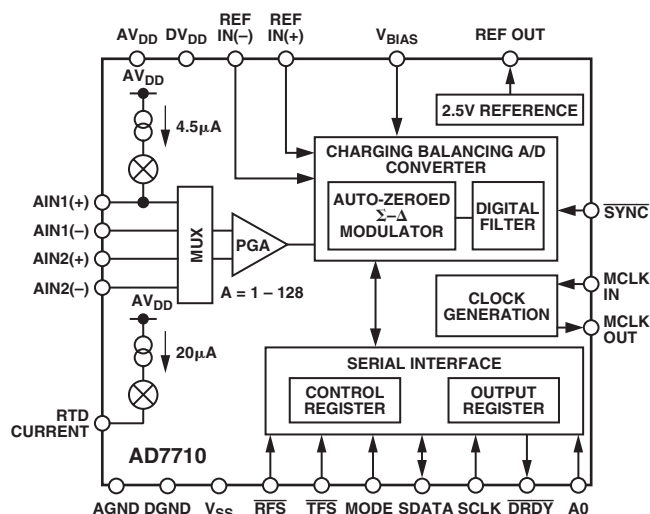 REF IN(–)
REF IN(+)
AVDD
DVDD
VBIAS
REF OUT
AVDD
4.5µA
2.5V REFERENCE
CHARGING BALANCING A/D
CONVERTER
AUTO-ZEROED
Σ–Δ
MODULATOR
DIGITAL
FILTER
SYNC
AIN1(+)
AIN1(–)
AIN2(+)
AIN2(–)
MUX
PGA
A = 1 – 128
CLOCK
GENERATION
MCLK
IN
MCLK
OUT
AVDD
20µA
SERIAL INTERFACE
CONTROL
REGISTER
OUTPUT
REGISTER
RTD
CURRENT
AD7710
AGND DGND VSS RFS TFS MODE SDATA SCLK DRDY A0